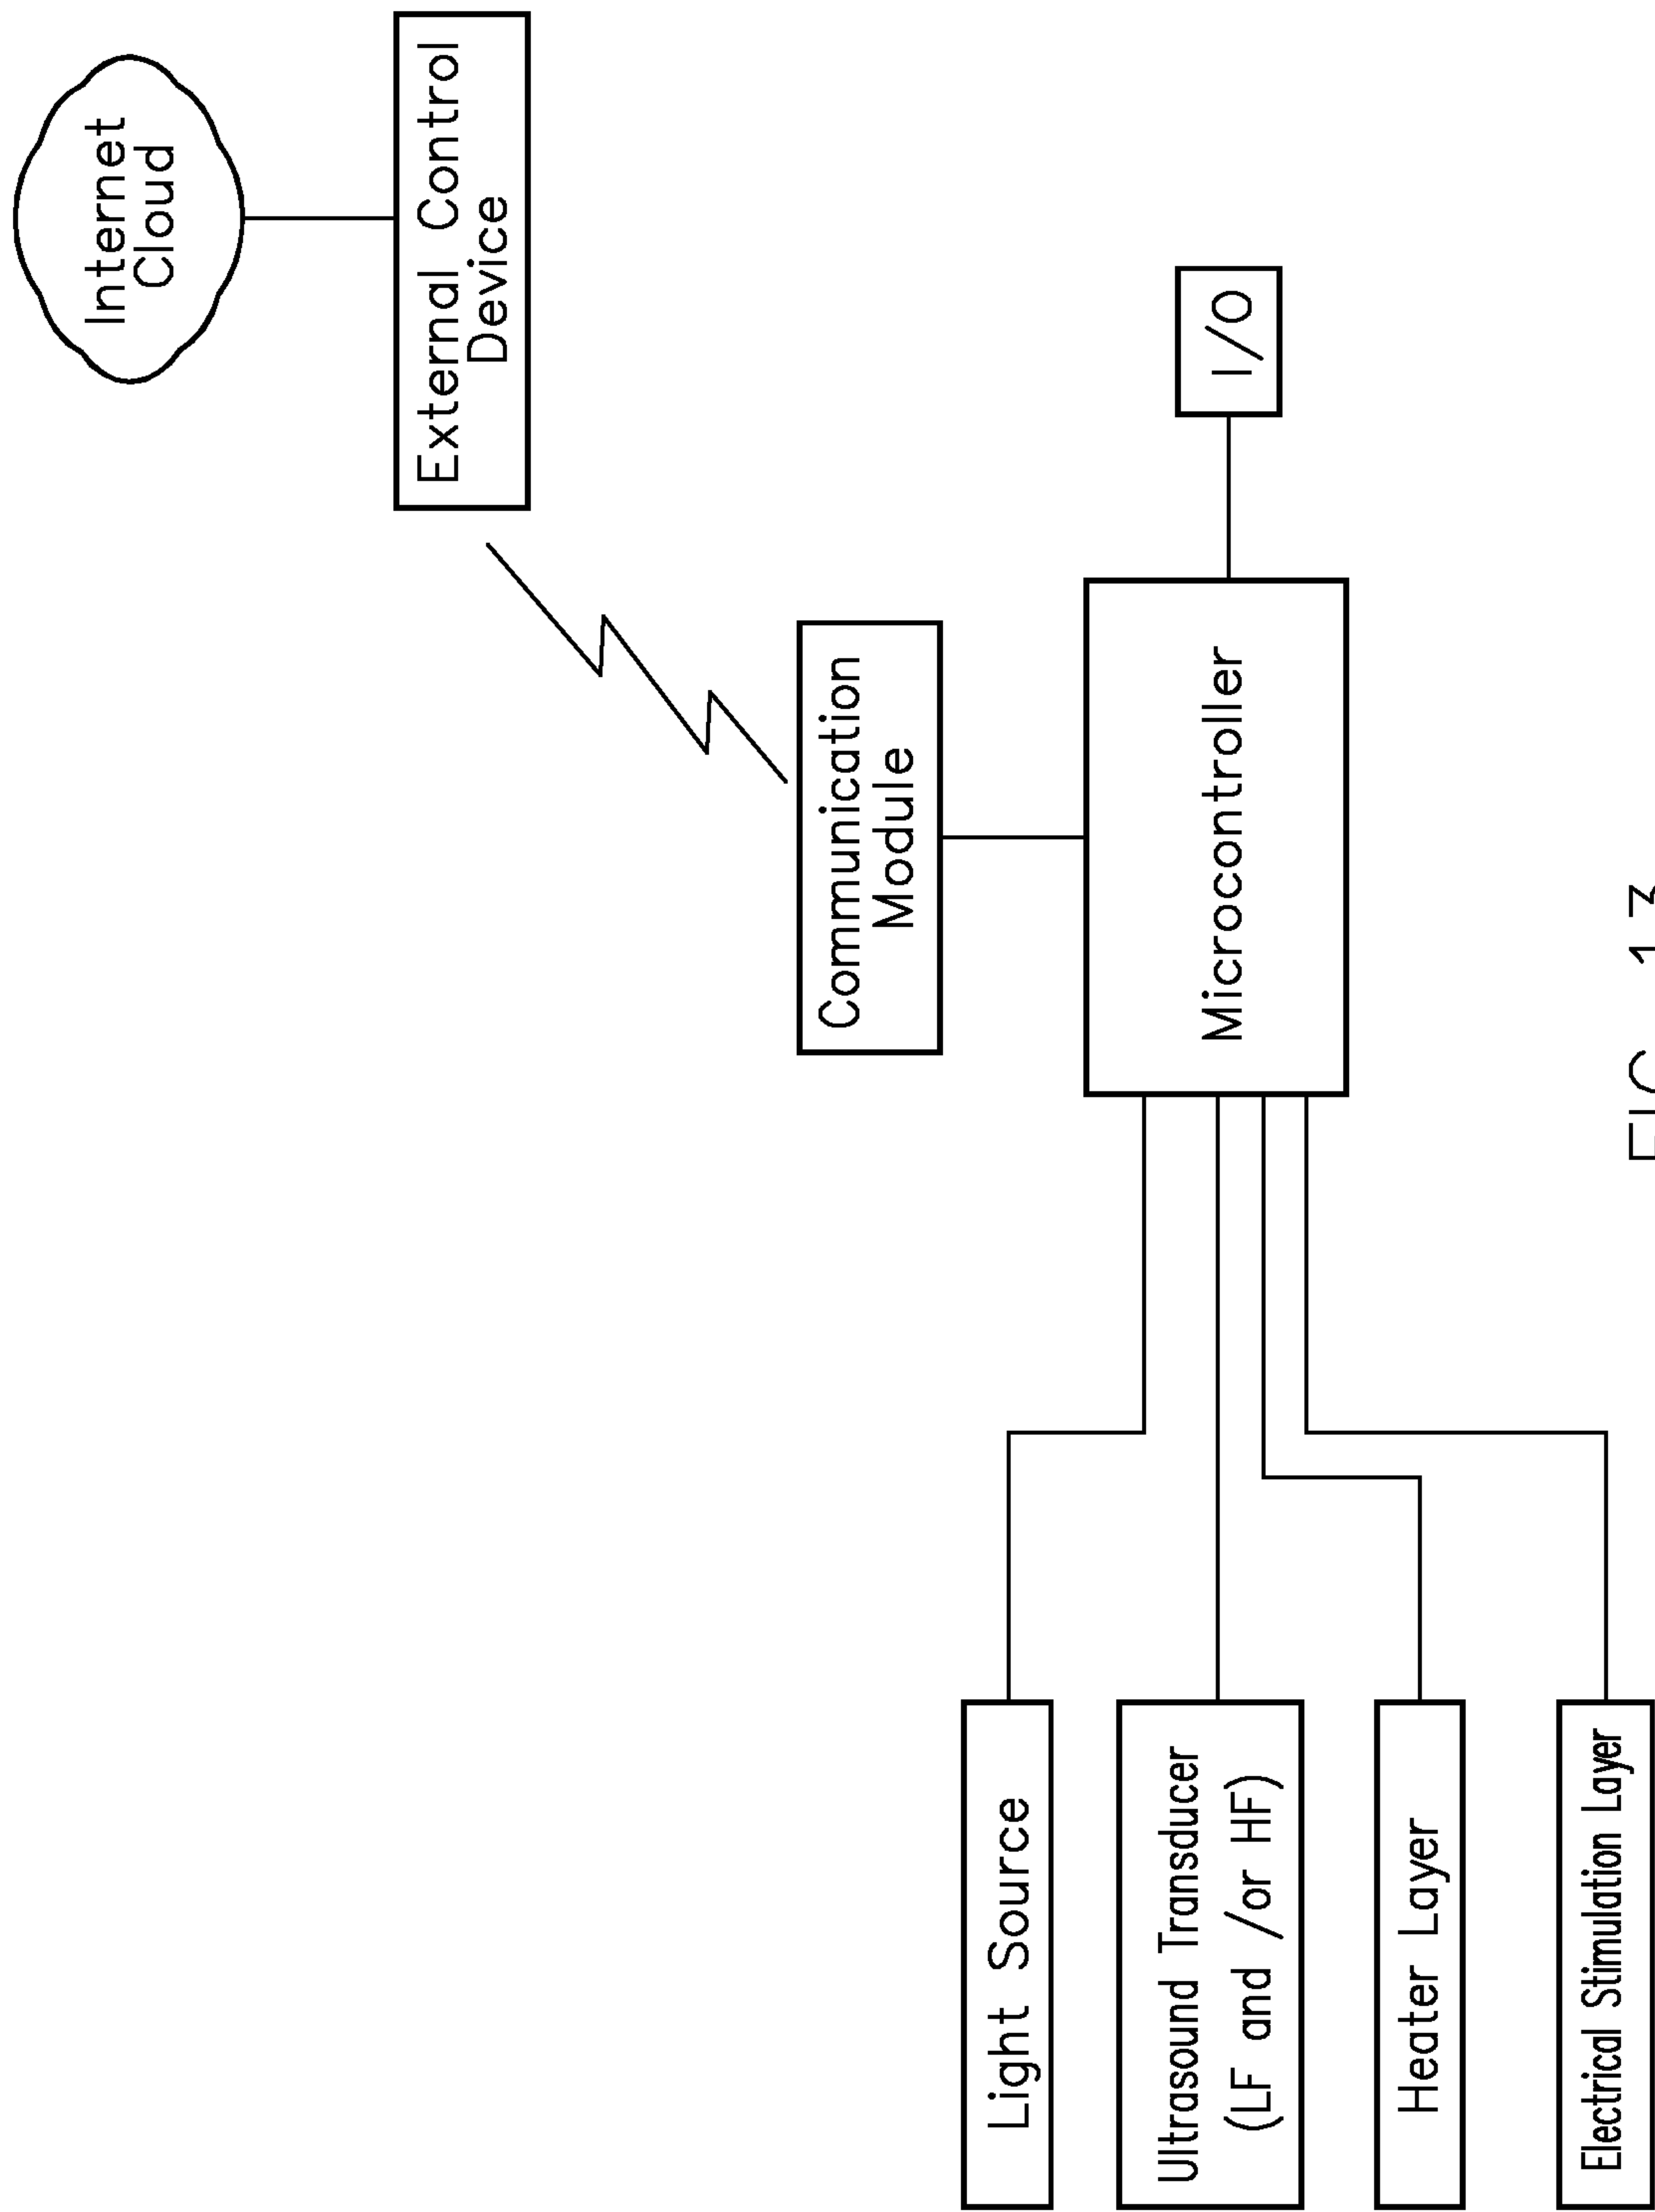 Internet
Cloud
External Control
Device
Communication
Module
I/O
Microcontroller
Light Source
Ultrasound Transducer
(LF and /or HF)
Heater Layer
Electrical Stimulation Layer